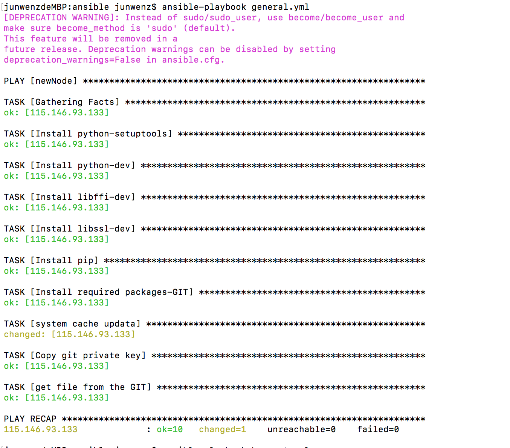 junwenzdeMBP:ansible junwenz$ ansible-playbook general.yml
[DEPRECATION WARNING]: Instead of sudo/sudo_user, use become/become_user and
make sure become_method is 'sudo' (default).
This feature will be removed in a
future release. Deprecation warnings can be disabled by setting
deprecation_warnings=False in ansible.cfg.
PLAY [newNode] **************************************************************
TASK [Gathering Facts] ******************************************************
ok: [115.146.93.133]
TASK [Install python-setuptools] ********************************************
ok: [115.146.93.133]
TASK [Install python-dev] ***************************************************
ok: [115.146.93.133]
TASK [Install libffi-dev] ***************************************************
ok: [115.146.93.133]
TASK [Install libssl-dev] ***************************************************
ok: [115.146.93.133]
TASK [Install pip] **********************************************************
ok: [115.146.93.133]
TASK [Install required packages-GIT] ****************************************
ok: [115.146.93.133]
TASK [system cache updata] **************************************************
changed: [115.146.93.133]
TASK [Copy git private key] *************************************************
ok: [115.146.93.133]
TASK [get file from the GIT] ************************************************
ok: [115.146.93.133]
PLAY RECAP ******************************************************************
115.146.93.133 : ok=10 changed=1 unreachable=0 failed=0